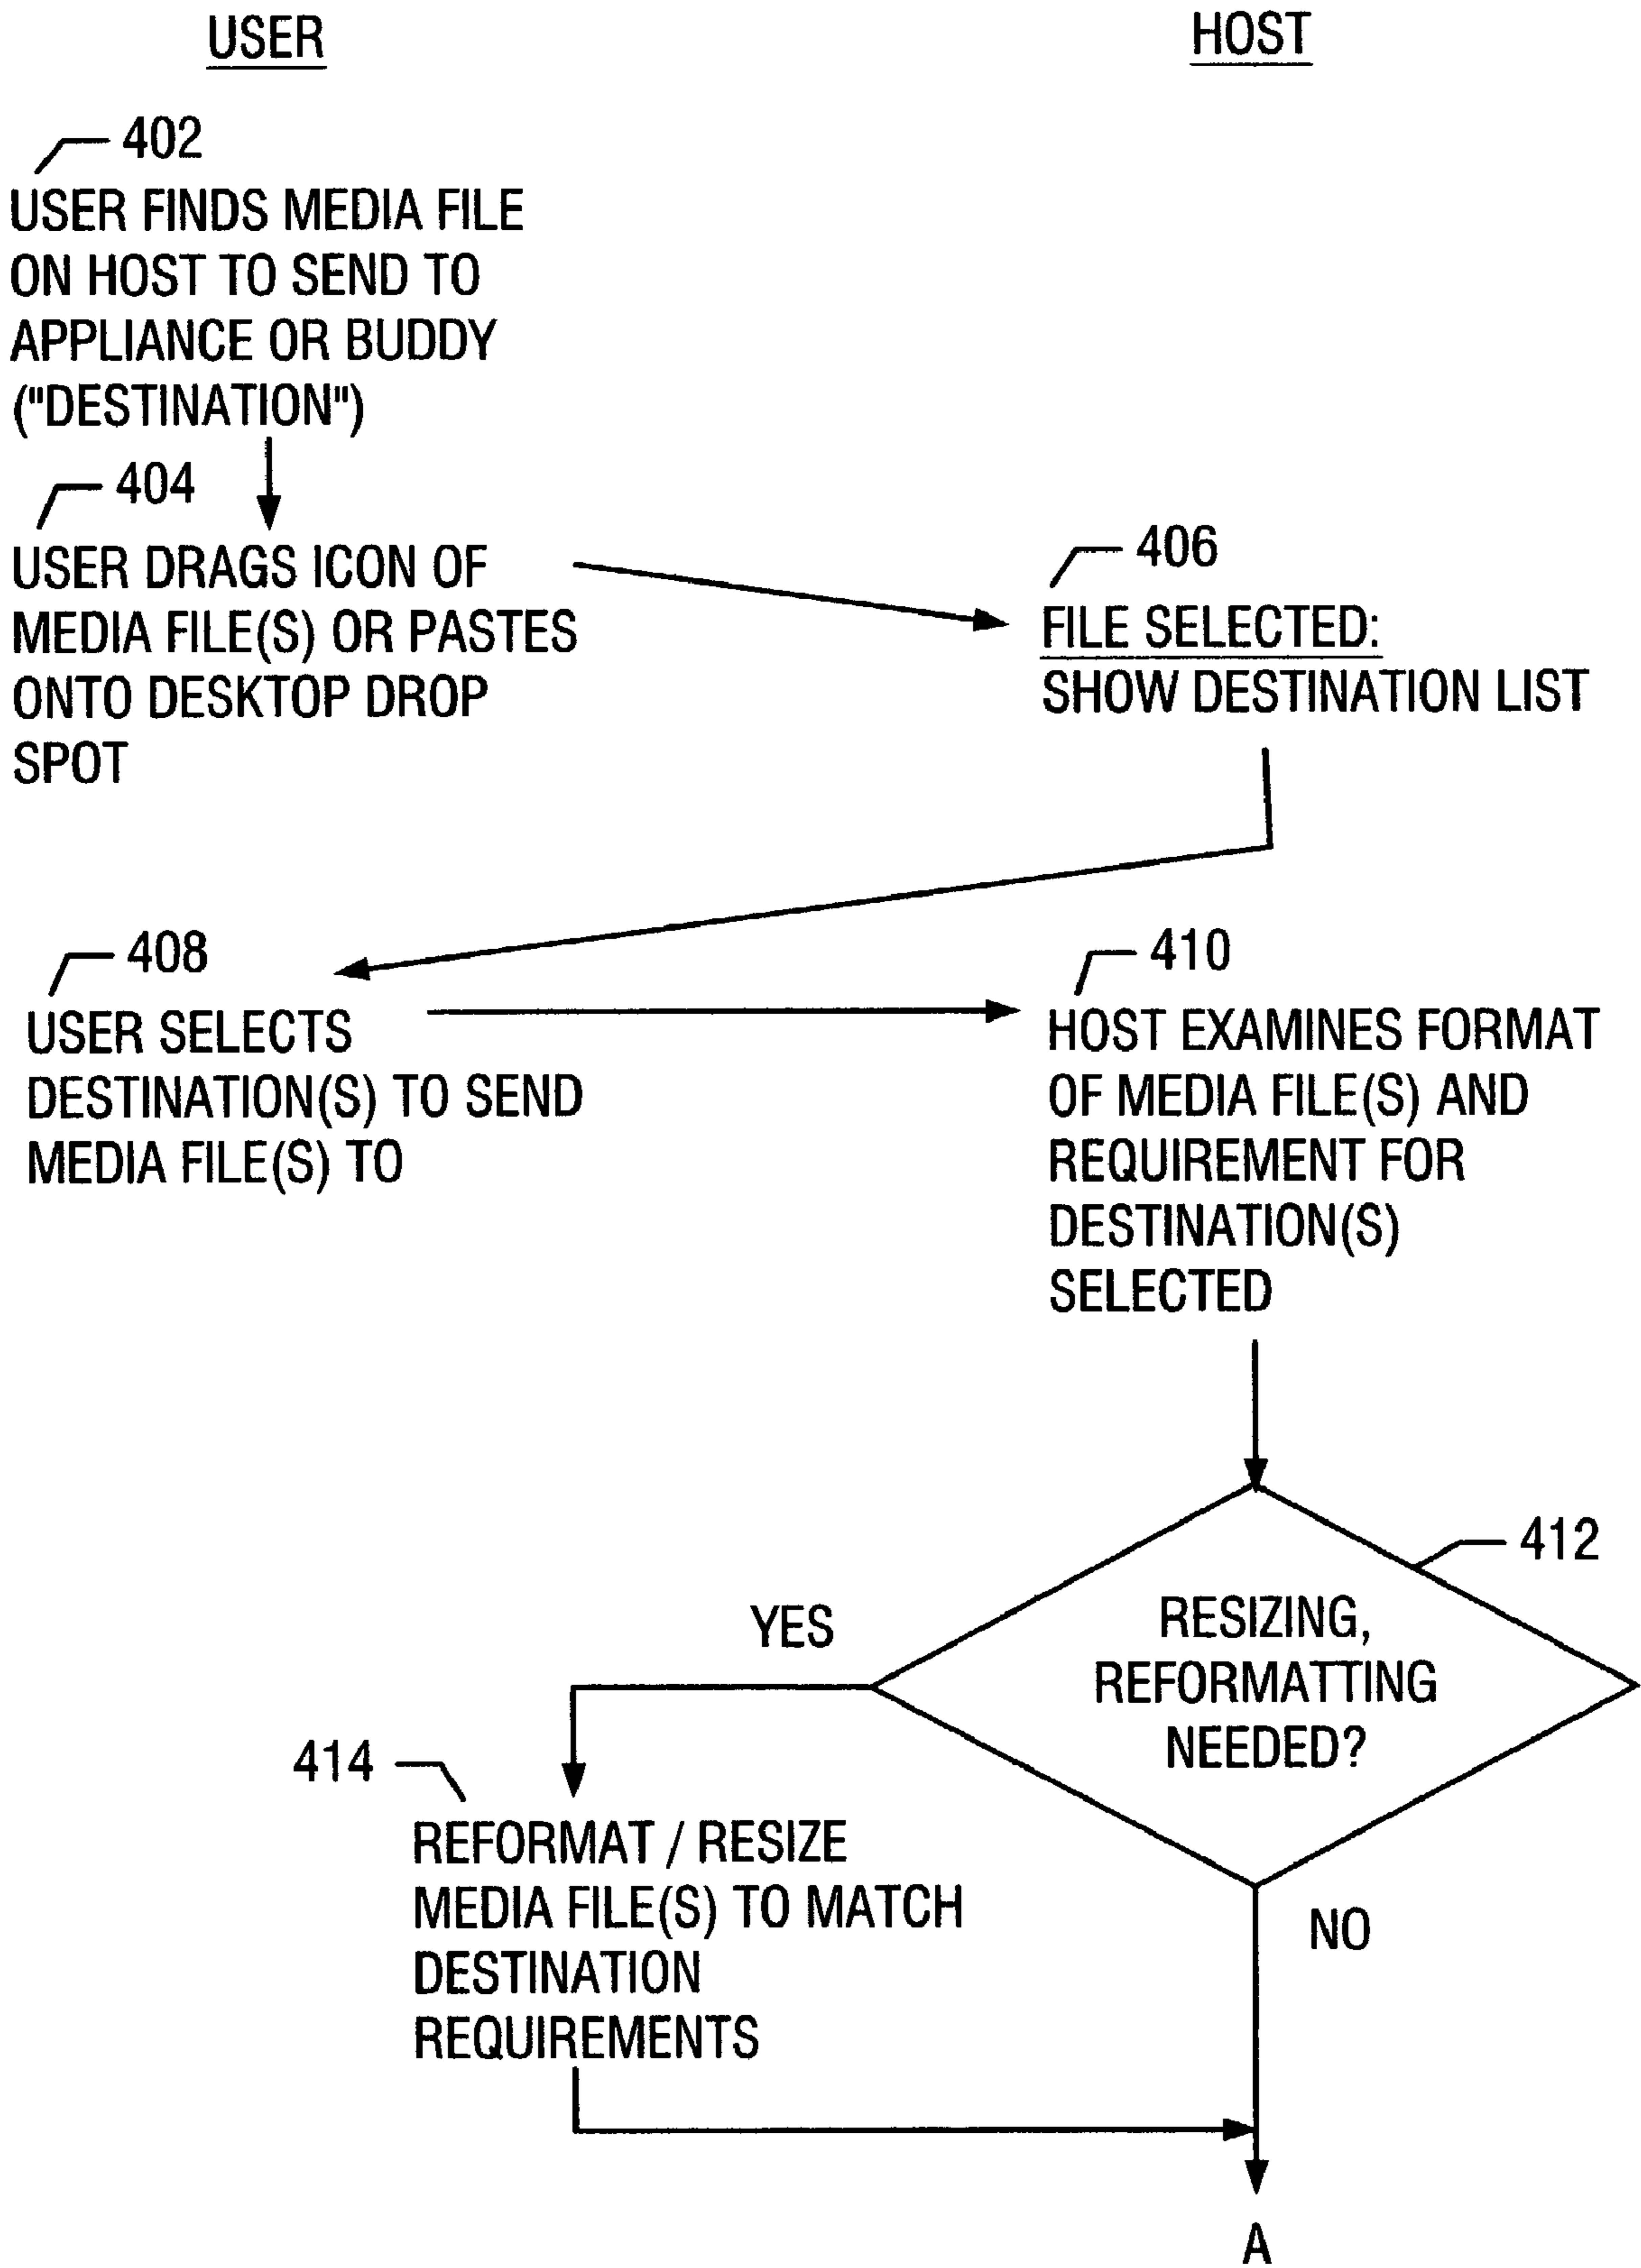 USER
HOST
402
USER FINDS MEDIA FILE
ON HOST TO SEND TO
APPLIANCE OR BUDDY
("DESTINATION")
404
USER DRAGS ICON OF
MEDIA FILE(S) OR PASTES
ONTO DESKTOP DROP
SPOT
406
FILE SELECTED:
SHOW DESTINATION LIST
408
USER SELECTS
DESTINATION(S) TO SEND
MEDIA FILE(S) TO
410
HOST EXAMINES FORMAT
OF MEDIA FILE(S) AND
REQUIREMENT FOR
DESTINATION(S)
SELECTED
412
RESIZING,
REFORMATTING
NEEDED?
YES
414
REFORMAT / RESIZE
MEDIA FILE(S) TO MATCH
DESTINATION
REQUIREMENTS
NO
A